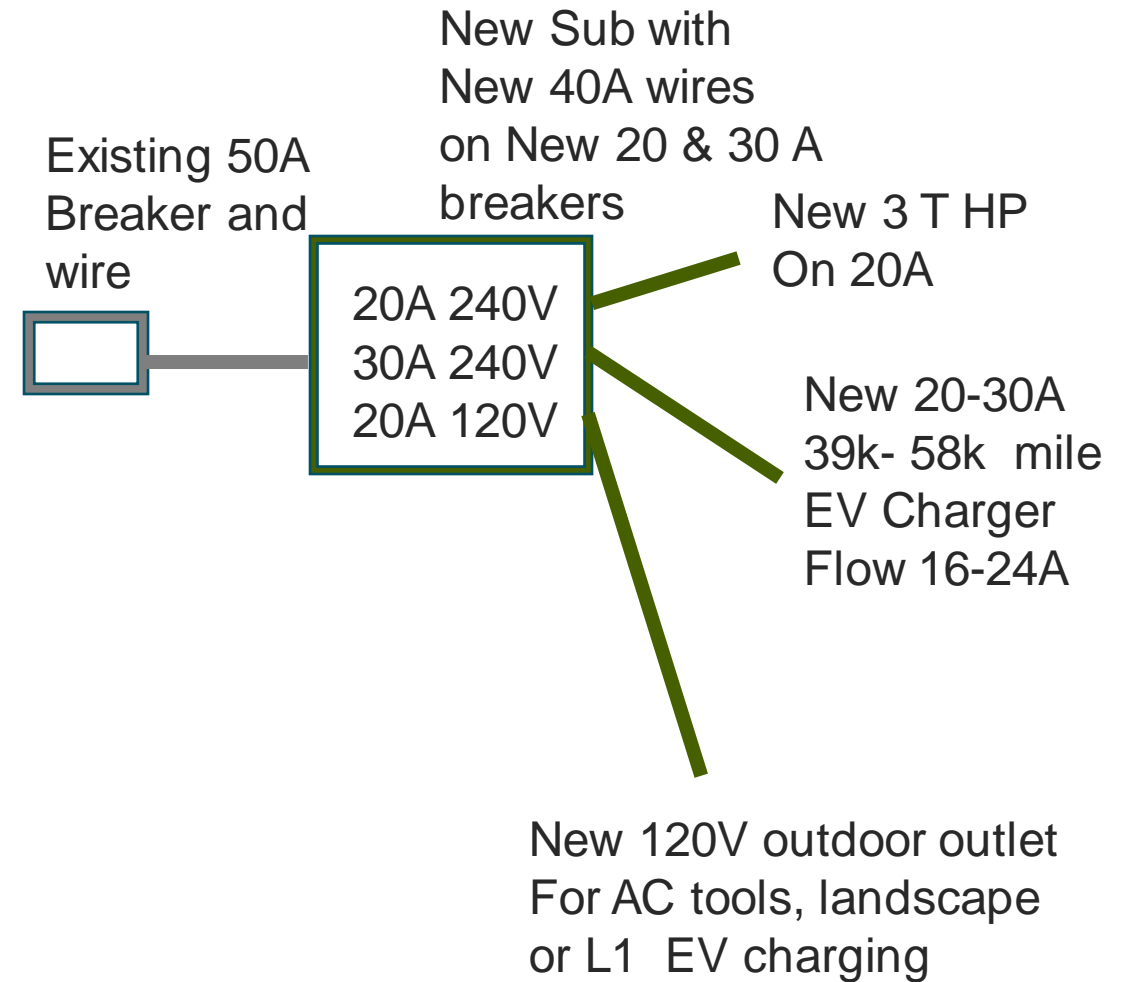 New Sub with
New 40A wires
on New 20 & 30 A
breakers
Existing 50A
Breaker and
wire
New 3 T HP
On 20A
20A 240V
30A 240V
20A 120V
New 20-30A
39k- 58k mile
EV Charger
Flow 16-24A
New 120V outdoor outlet
For AC tools, landscape
or L1 EV charging